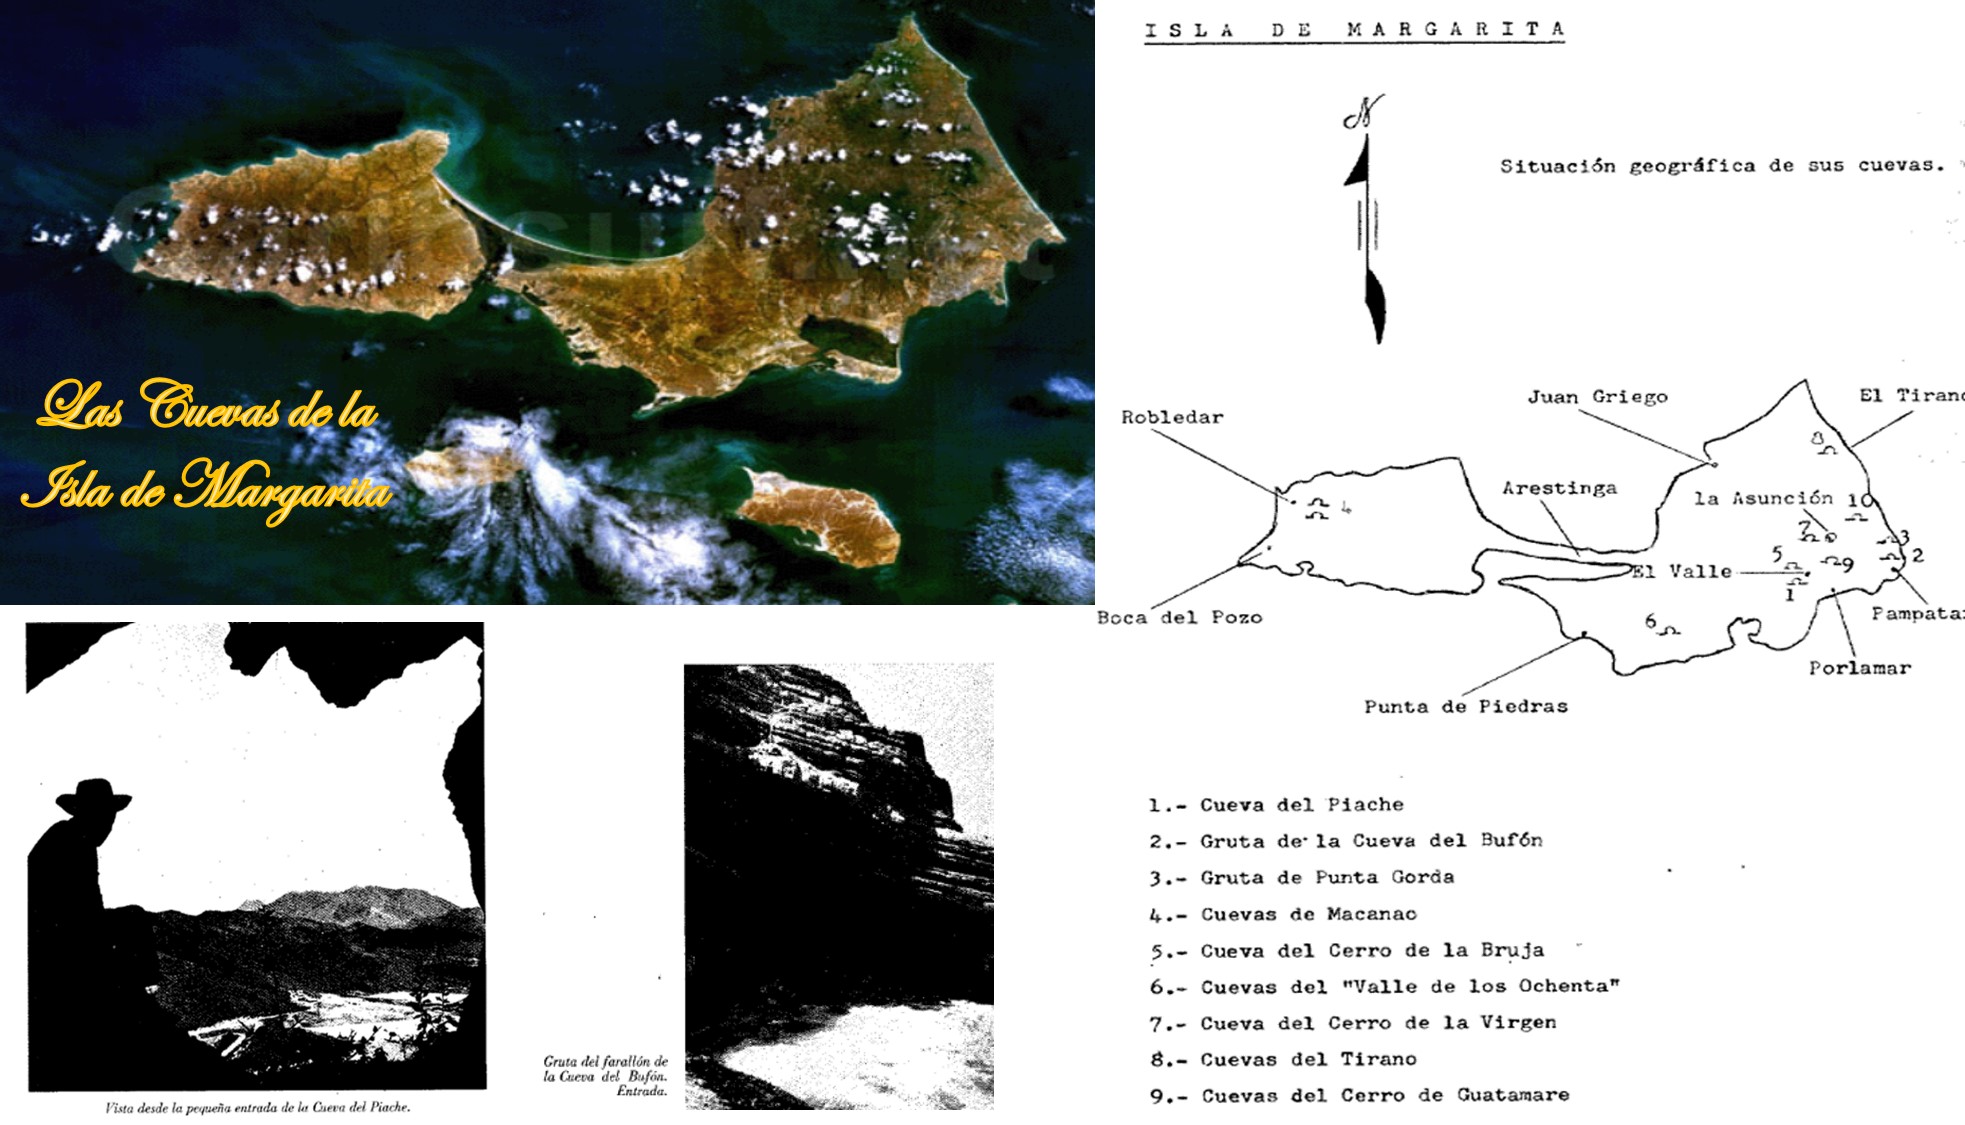 Las Cuevas de la
Isla de Margarita
ISLA DE MARGARITA
N
Situación geográfica de sus cuevas.
Juan Griego
El Tirano
Robledar
8
Arestinga
la Asunción
10
4
7
3
5
2
9
El Valle
1
Boca del Pozo
6
Pampatar
Porlamar
Punta de Piedras
1.- Cueva del Piache
2.- Gruta de la Cueva del Bufón
3.- Gruta de Punta Gorda
4.- Cuevas de Macanao
5.- Cueva del Cerro de la Bruja
6.- Cuevas del "Valle de los Ochenta"
7.- Cueva del Cerro de la Virgen
8.- Cuevas del Tirano
9.- Cuevas del Cerro de Guatamare
Gruta del farallón de
la Cueva del Bufón.
Entrada.
Vista desde la pequeña entrada de la Cueva del Piache.